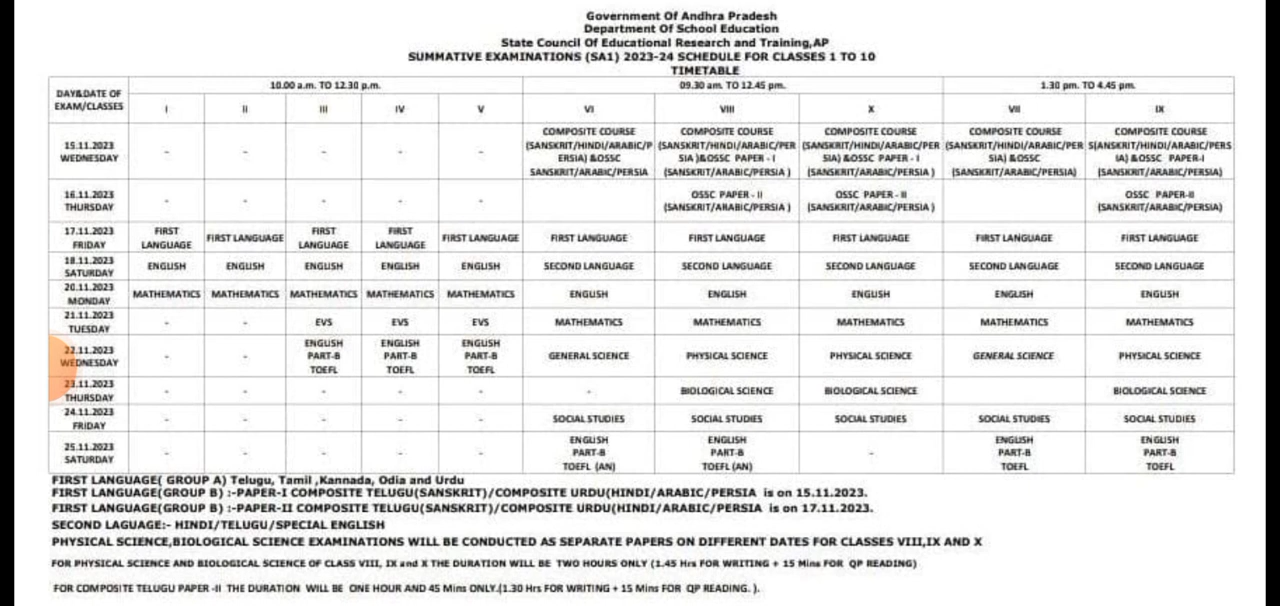 Government Of Andhra Pradesh
Department Of School Education
State Council Of Educational Research and Training,AP
SUMMATIVE EXAMINATIONS (SA1) 2023-24 SCHEDULE FOR CLASSES 1 TO 10
TIMETABLE
DAY&DATE OF EXAM/CLASSES 10.00 a.m. TO 12.30 p.m. 09.30 am. TO 12.45 pm. 1.30 pm. TO 4.45 pm.
I II III IV V VI VIII X VII IX
15.11.2023 WEDNESDAY - - - - - COMPOSITE COURSE (SANSKRIT/HINDI/ARABIC/PERSIA) &OSSC SANSKRIT/ARABIC/PERSIA COMPOSITE COURSE (SANSKRIT/HINDI/ARABIC/PERSIA )&OSSC PAPER - I (SANSKRIT/ARABIC/PERSIA ) COMPOSITE COURSE (SANSKRIT/HINDI/ARABIC/PERSIA) &OSSC PAPER - I (SANSKRIT/ARABIC/PERSIA ) COMPOSITE COURSE (SANSKRIT/HINDI/ARABIC/PERSIA) &OSSC (SANSKRIT/ARABIC/PERSIA) COMPOSITE COURSE S(ANSKRIT/HINDI/ARABIC/PERSIA) &OSSC PAPER-I (SANSKRIT/ARABIC/PERSIA)
16.11.2023 THURSDAY - - - - - OSSC PAPER - II (SANSKRIT/ARABIC/PERSIA ) OSSC PAPER - II (SANSKRIT/ARABIC/PERSIA ) OSSC PAPER-II (SANSKRIT/ARABIC/PERSIA)
17.11.2023 FRIDAY FIRST LANGUAGE FIRST LANGUAGE FIRST LANGUAGE FIRST LANGUAGE FIRST LANGUAGE FIRST LANGUAGE FIRST LANGUAGE FIRST LANGUAGE FIRST LANGUAGE FIRST LANGUAGE
18.11.2023 SATURDAY ENGLISH ENGLISH ENGLISH ENGLISH ENGLISH SECOND LANGUAGE SECOND LANGUAGE SECOND LANGUAGE SECOND LANGUAGE SECOND LANGUAGE
20.11.2023 MONDAY MATHEMATICS MATHEMATICS MATHEMATICS MATHEMATICS MATHEMATICS ENGLISH ENGLISH ENGLISH ENGLISH ENGLISH
21.11.2023 TUESDAY - - EVS EVS EVS MATHEMATICS MATHEMATICS MATHEMATICS MATHEMATICS MATHEMATICS
22.11.2023 WEDNESDAY - - ENGLISH PART-B TOEFL ENGLISH PART-B TOEFL ENGLISH PART-B TOEFL GENERAL SCIENCE PHYSICAL SCIENCE PHYSICAL SCIENCE GENERAL SCIENCE PHYSICAL SCIENCE
23.11.2023 THURSDAY - - - - - - BIOLOGICAL SCIENCE BIOLOGICAL SCIENCE BIOLOGICAL SCIENCE
24.11.2023 FRIDAY - - - - - SOCIAL STUDIES SOCIAL STUDIES SOCIAL STUDIES SOCIAL STUDIES SOCIAL STUDIES
25.11.2023 SATURDAY - - - - - ENGLISH PART-B TOEFL (AN) ENGLISH PART-B TOEFL (AN) - ENGLISH PART-B TOEFL ENGLISH PART-B TOEFL
FIRST LANGUAGE( GROUP A) Telugu, Tamil ,Kannada, Odia and Urdu
FIRST LANGUAGE(GROUP B) :-PAPER-I COMPOSITE TELUGU(SANSKRIT)/COMPOSITE URDU(HINDI/ARABIC/PERSIA is on 15.11.2023.
FIRST LANGUAGE(GROUP B) :-PAPER-II COMPOSITE TELUGU(SANSKRIT)/COMPOSITE URDU(HINDI/ARABIC/PERSIA is on 17.11.2023.
SECOND LAGUAGE:- HINDI/TELUGU/SPECIAL ENGLISH
PHYSICAL SCIENCE,BIOLOGICAL SCIENCE EXAMINATIONS WILL BE CONDUCTED AS SEPARATE PAPERS ON DIFFERENT DATES FOR CLASSES VIII,IX AND X
FOR PHYSICAL SCIENCE AND BIOLOGICAL SCIENCE OF CLASS VIII, IX and X THE DURATION WILL BE TWO HOURS ONLY (1.45 Hrs FOR WRITING + 15 Mins FOR QP READING)
FOR COMPOSITE TELUGU PAPER -II THE DURATION WILL BE ONE HOUR AND 45 Mins ONLY.(1.30 Hrs FOR WRITING + 15 Mins FOR QP READING. ).